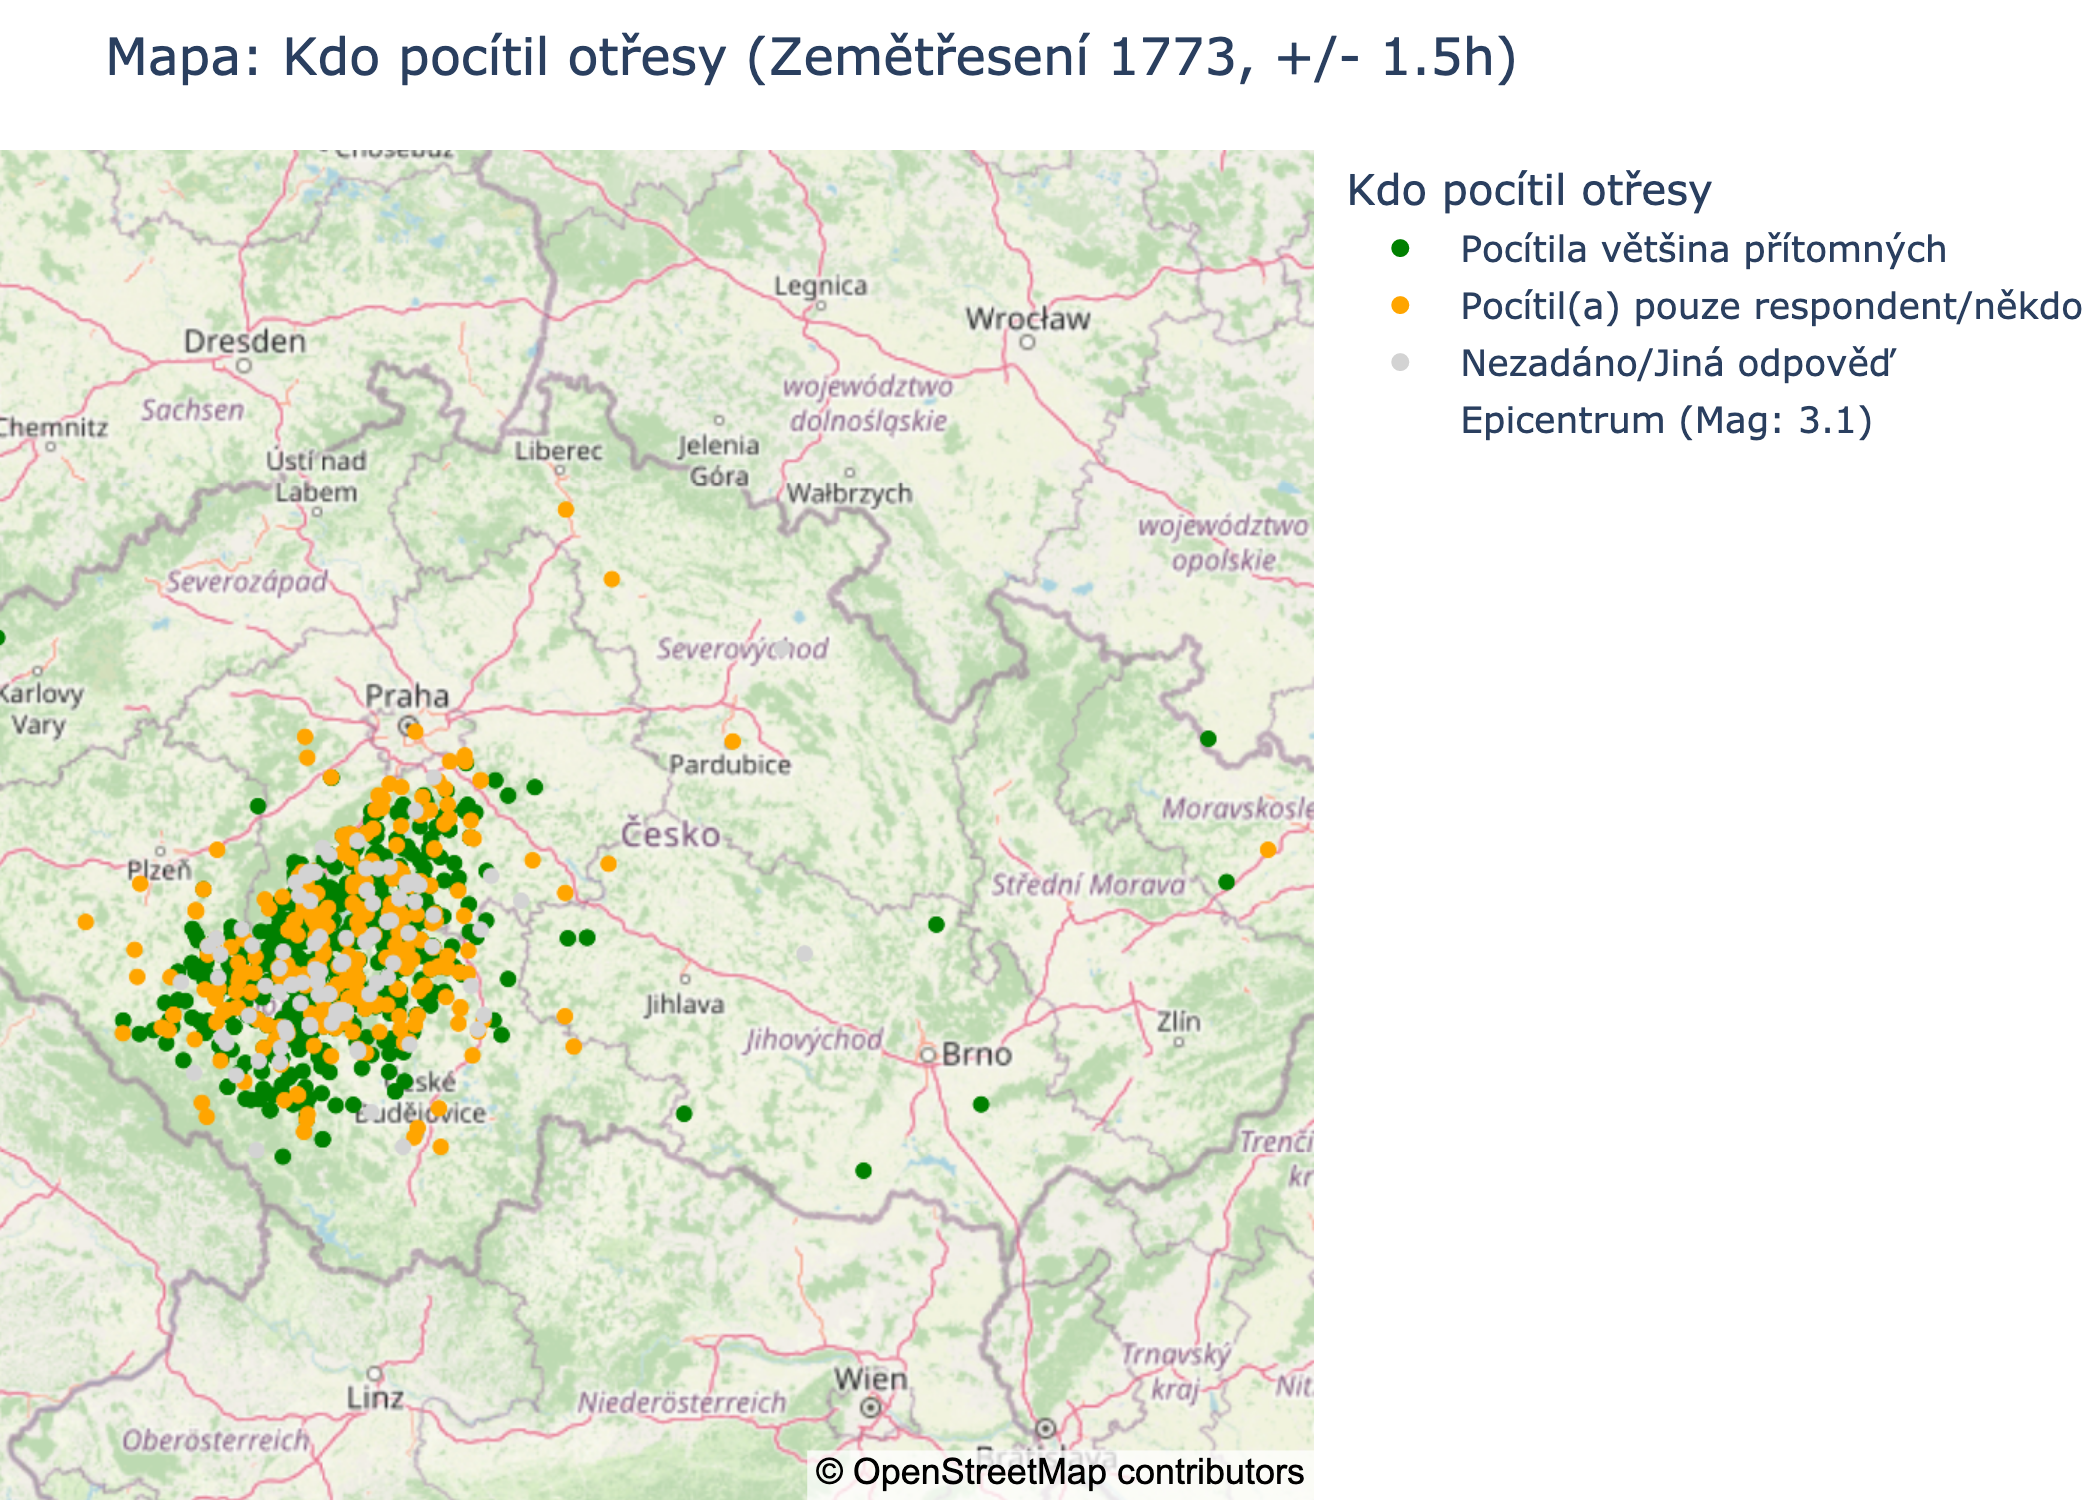 Mapa: Kdo pocítil otřesy (Zemětřesení 1773, +/- 1.5h)
Kdo pocítil otřesy
Pocítila většina přítomných
Pocítil(a) pouze respondent/někdo
Nezadáno/Jiná odpověď
Epicentrum (Mag: 3.1)
Legnica
Wrocław
Dresden
województwo
dolnośląskie
Sachsen
Chemnitz
Liberec
Jelenia
Góra
Ústí nad
Labem
Wałbrzych
województwo
opolskie
Severozápad
Severovýchod
Praha
Karlovy
Vary
Pardubice
Moravskosle
Česko
Plzeň
Střední Morava
Jihlava
Zlín
Jihovýchod
Brno
České
Budějovice
Trenči
kr
Trnavský
kraj
Wien
Nit
Linz
Niederösterreich
Oberösterreich
Bratislava
© OpenStreetMap contributors